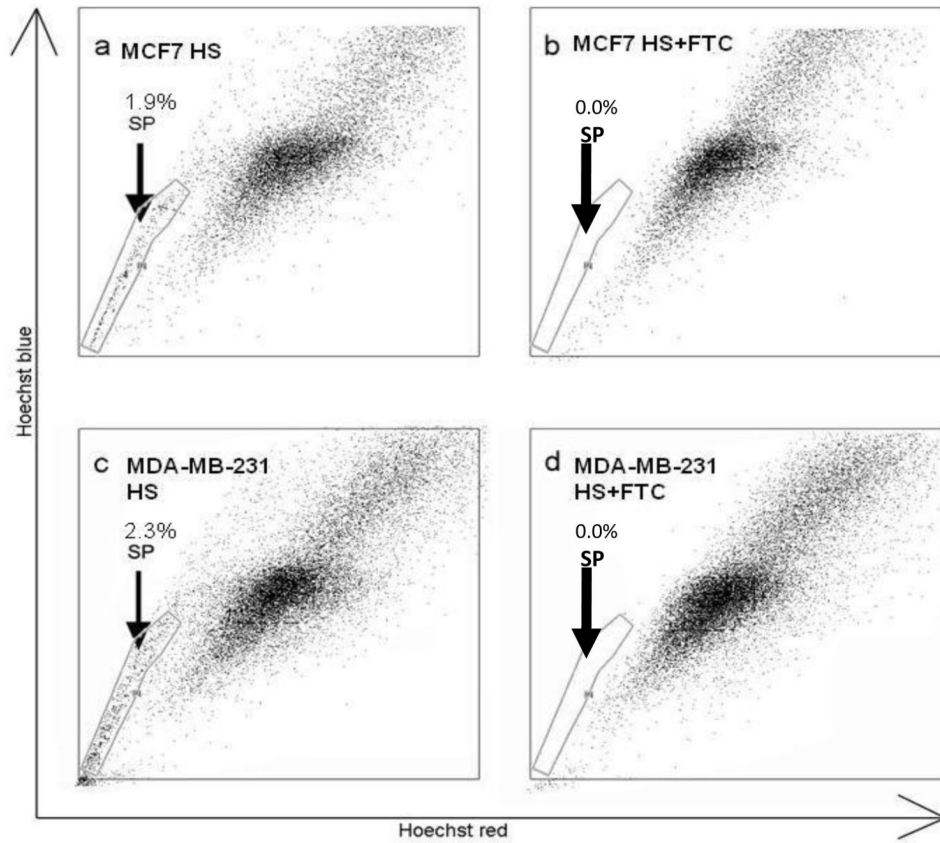 a MCF7 HS
1.9%
SP
b MCF7 HS+FTC
0.0%
SP
c MDA-MB-231
HS
2.3%
SP
d MDA-MB-231
HS+FTC
0.0%
SP
Hoechst blue
Hoechst red